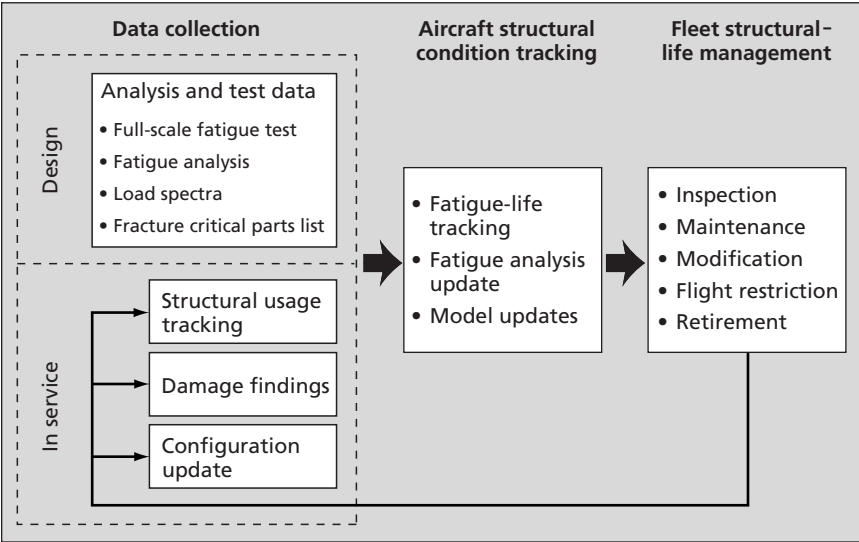 Data collection
Aircraft structural
condition tracking
Fleet structural–
life management
Design
Analysis and test data
• Full-scale fatigue test
• Fatigue analysis
• Load spectra
• Fracture critical parts list
In service
Structural usage
tracking
Damage findings
Configuration
update
• Fatigue-life
tracking
• Fatigue analysis
update
• Model updates
• Inspection
• Maintenance
• Modification
• Flight restriction
• Retirement